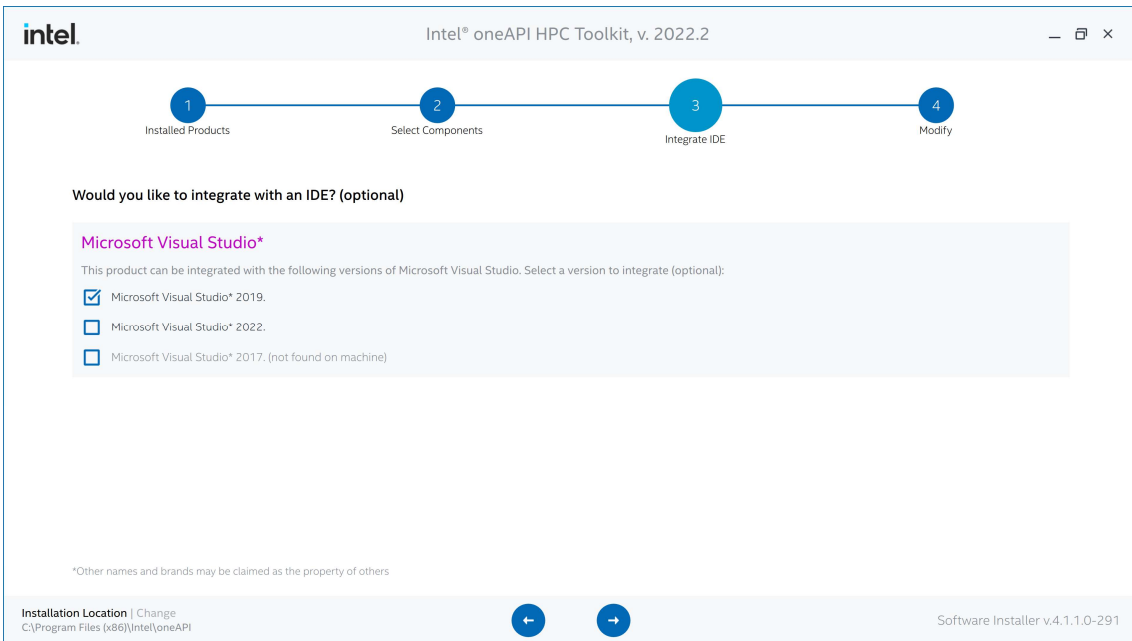 intel.
Intel® oneAPI HPC Toolkit, v. 2022.2
1
2
3
4
Installed Products
Select Components
Integrate IDE
Modify
Would you like to integrate with an IDE? (optional)
Microsoft Visual Studio*
This product can be integrated with the following versions of Microsoft Visual Studio. Select a version to integrate (optional):
Microsoft Visual Studio* 2019.
Microsoft Visual Studio* 2022.
Microsoft Visual Studio* 2017. (not found on machine)
*Other names and brands may be claimed as the property of others
Installation Location | Change
C:\Program Files (x86)\Intel\oneAPI
Software Installer v.4.1.1.0-291